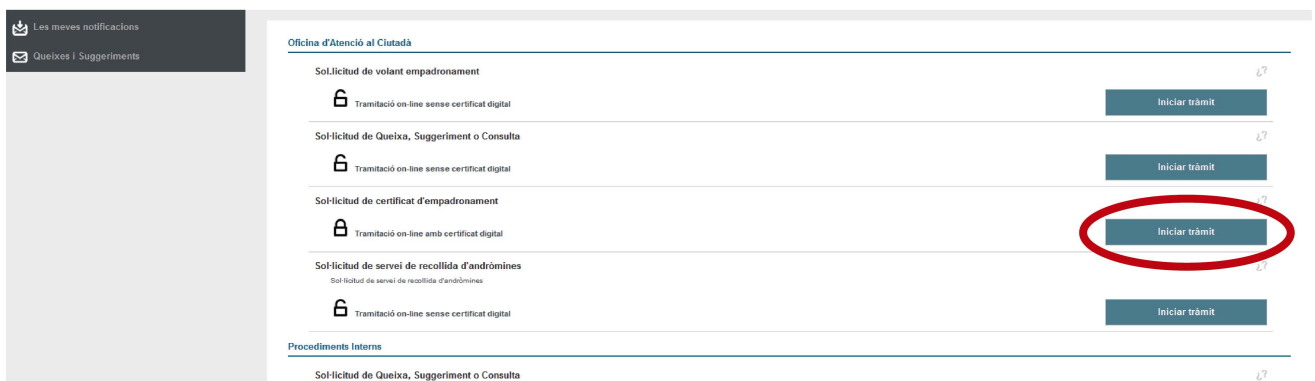 Les meves notificacions
Queixes i Suggeriments
Oficina d'Atenció al Ciutadà
Sol.licitud de volant empadronament
¿?
Tramitació on-line sense certificat digital
Iniciar tràmit
Sol·licitud de Queixa, Suggeriment o Consulta
¿?
Tramitació on-line sense certificat digital
Iniciar tràmit
Sol·licitud de certificat d'empadronament
¿?
Tramitació on-line amb certificat digital
Iniciar tràmit
Sol·licitud de servei de recollida d'andròmines
¿?
Sol·licitud de servei de recollida d'andròmines
Tramitació on-line sense certificat digital
Iniciar tràmit
Procediments Interns
Sol·licitud de Queixa, Suggeriment o Consulta
¿?